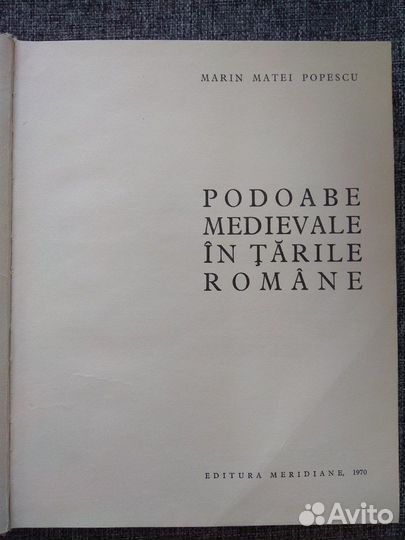 MARIN MATEI POPESCU
PODOABE
MEDIEVALE
ÎN ŢĂRILE
ROMÂNE
EDITURA MERIDIANE, 1970
Avito